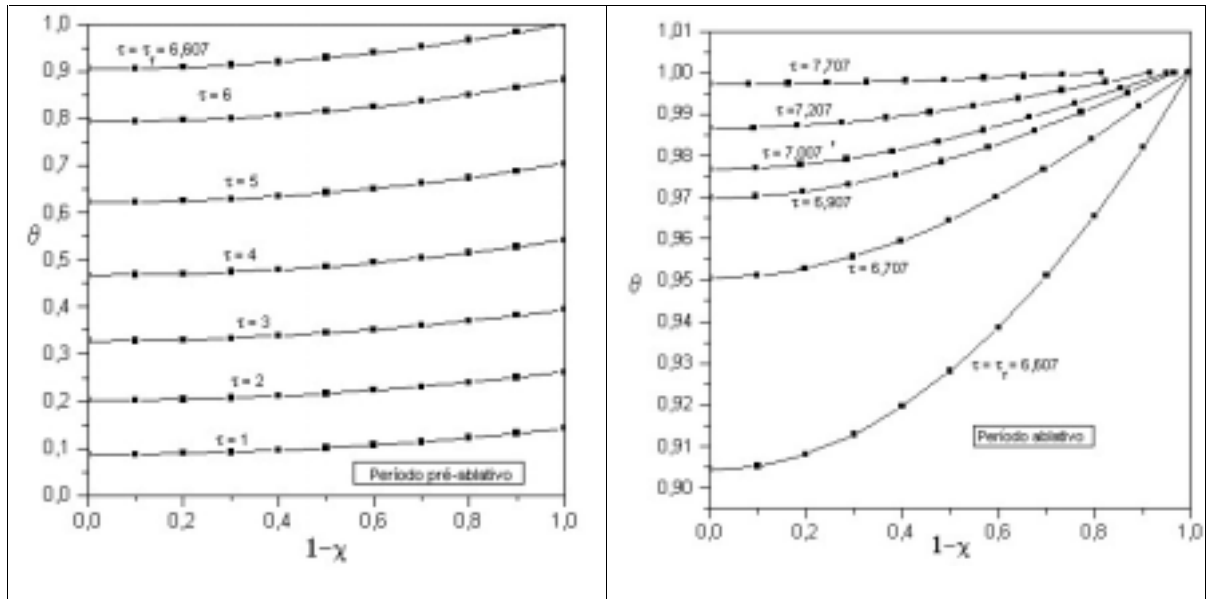 1,0
0,9
0,8
0,7
0,6
0,5
0,4
0,3
0,2
0,1
0,0
θ
τ = τr = 6,607
τ = 6
τ = 5
τ = 4
τ = 3
τ = 2
τ = 1
Período pré-ablativo
0,0 0,2 0,4 0,6 0,8 1,0
1−χ
1,01
1,00
0,99
0,98
0,97
0,96
0,95
0,94
0,93
0,92
0,91
0,90
θ
τ = 7,707
τ =7,207
τ = 7,007
τ = 6,907
τ = 6,707
τ = τr = 6,607
Período ablativo
0,0 0,2 0,4 0,6 0,8 1,0
1−χ